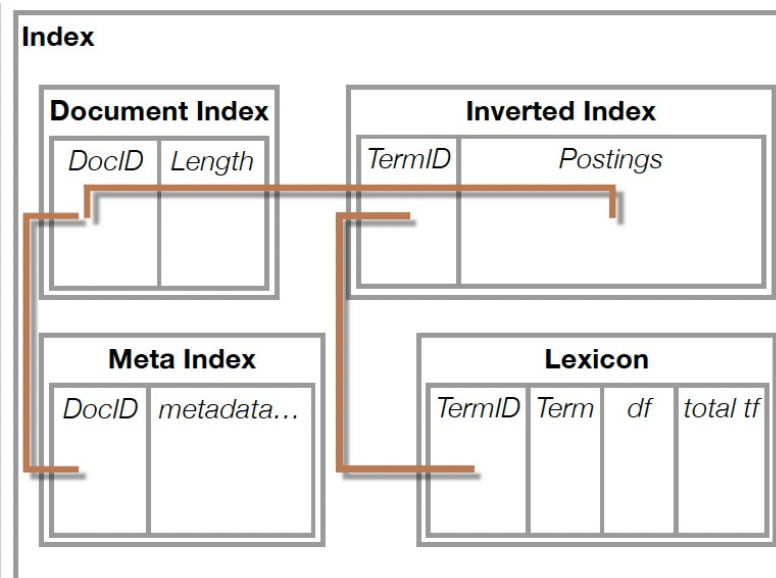 Index
Document Index
DocID Length
Inverted Index
TermID Postings
Meta Index
DocID metadata...
Lexicon
TermID Term df total tf